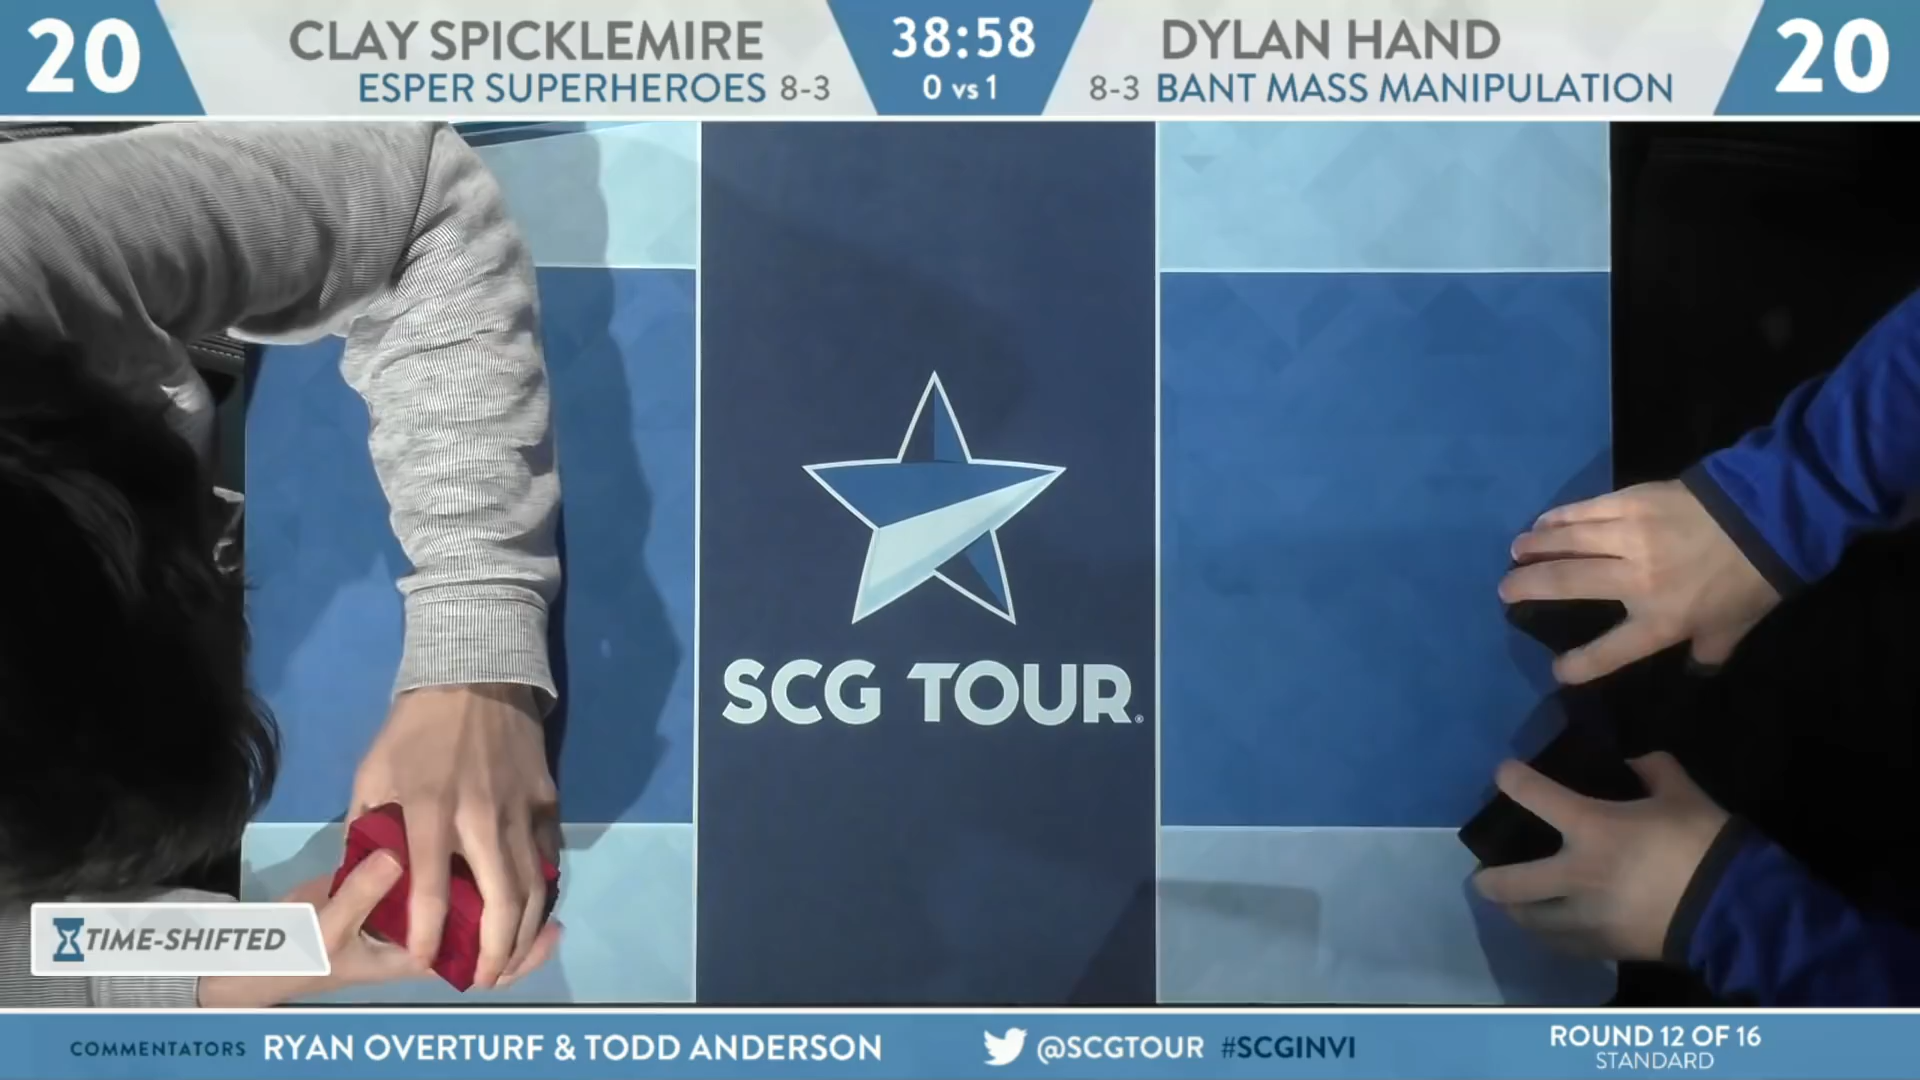 20
CLAY SPICKLEMIRE
ESPER SUPERHEROES 8-3
38:58
0 vs 1
DYLAN HAND
8-3 BANT MASS MANIPULATION
20
SCG TOUR®
TIME-SHIFTED
COMMENTATORS RYAN OVERTURF & TODD ANDERSON
@SCGTOUR #SCGINVI
ROUND 12 OF 16
STANDARD